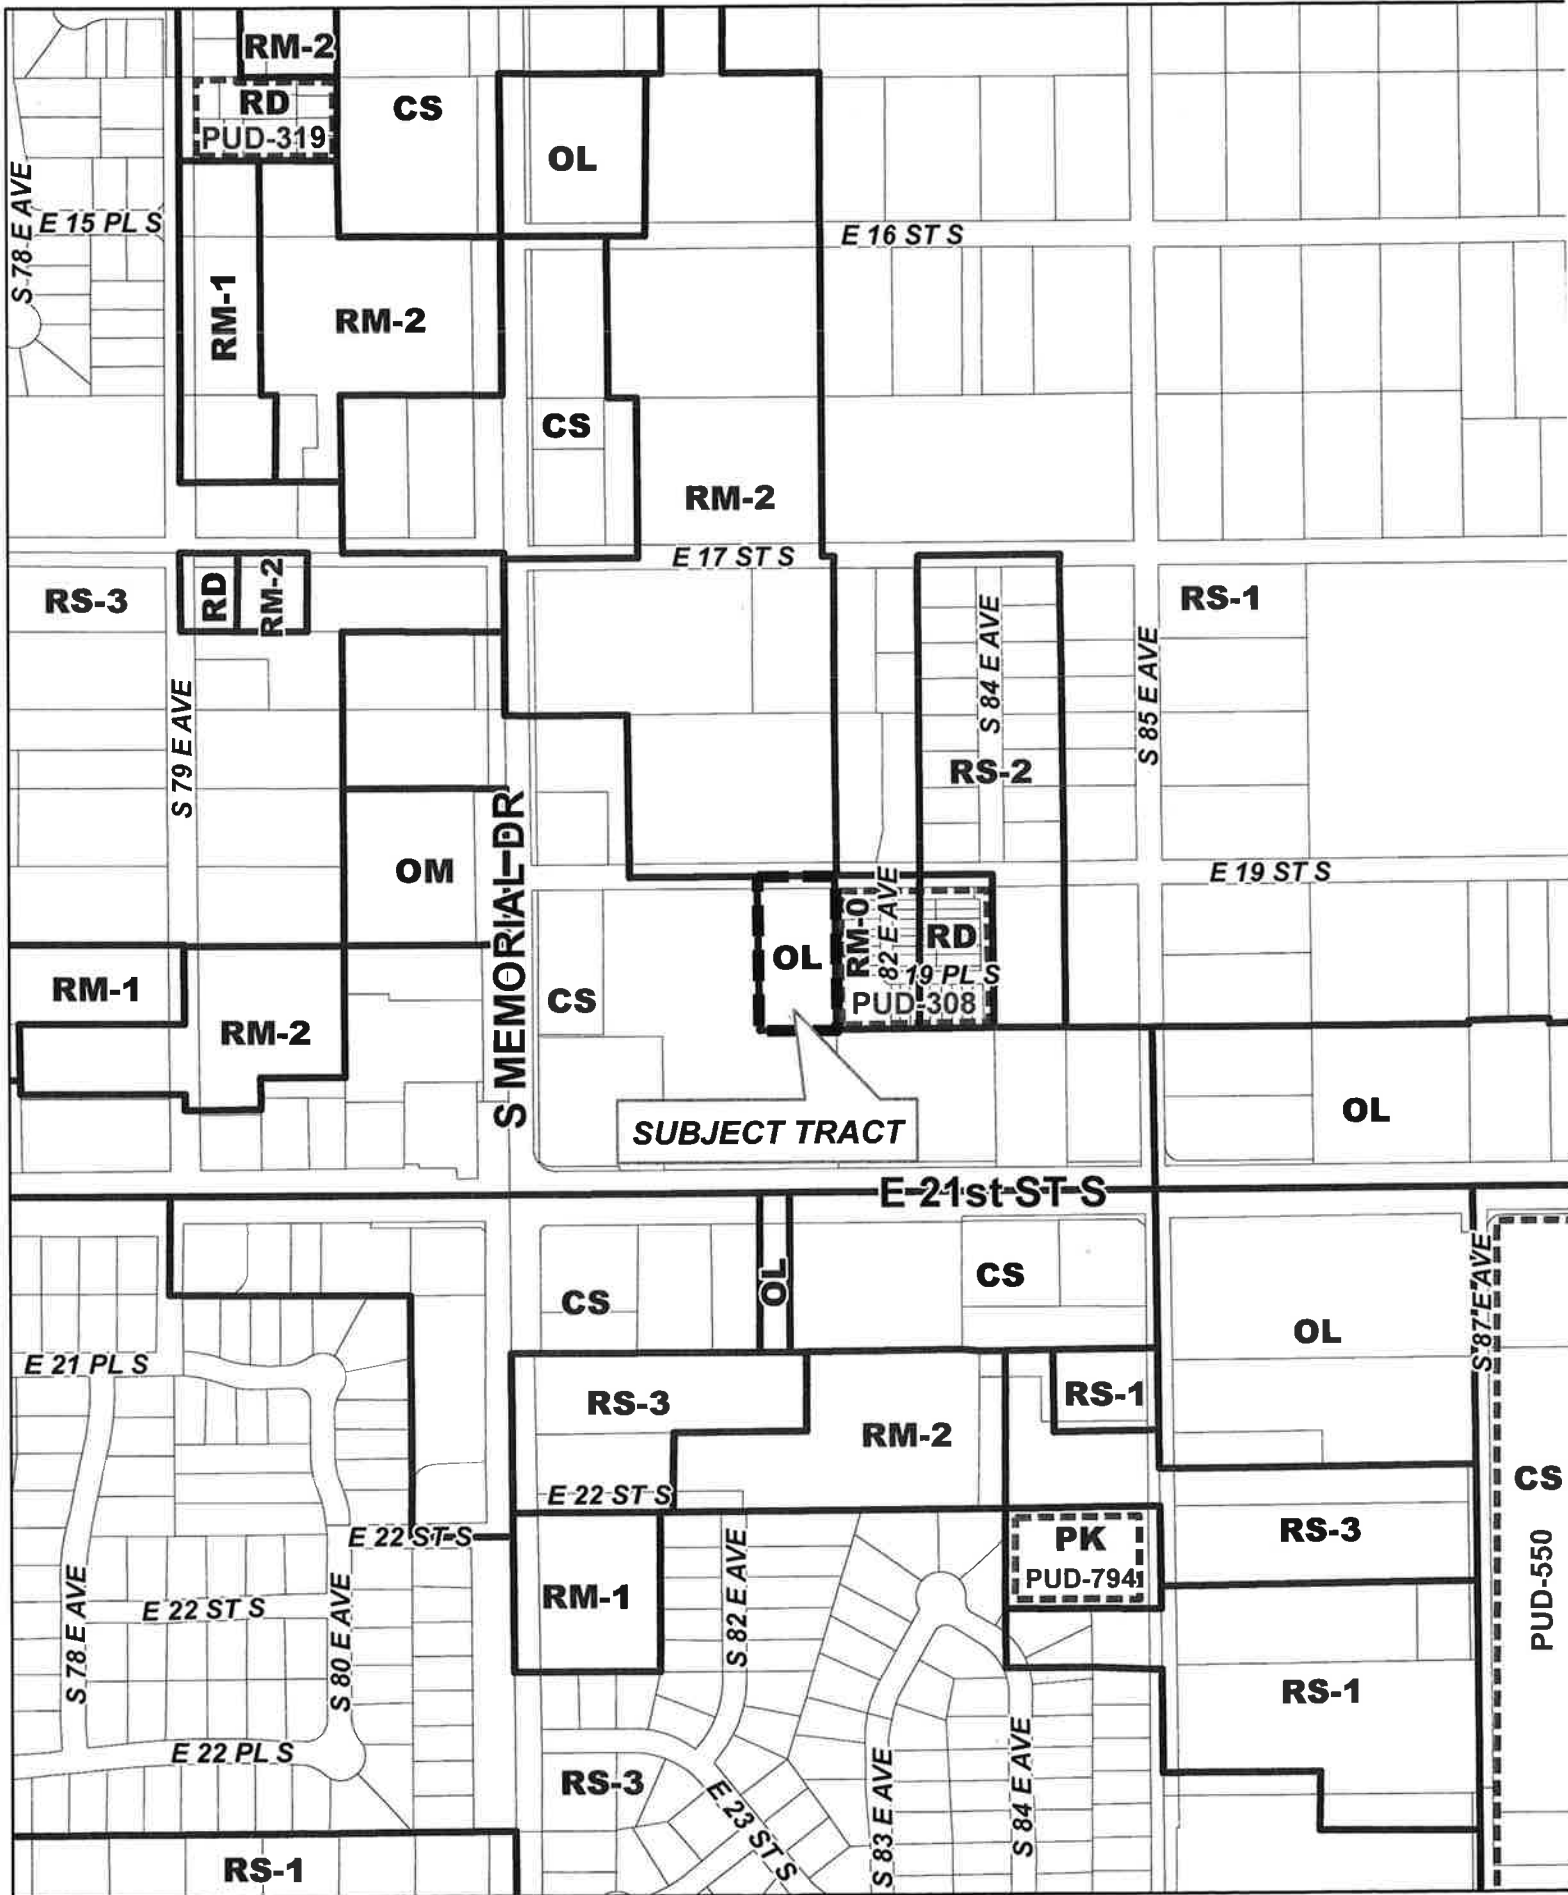 RM-2
RD
PUD-319
CS
OL
S 78 E AVE
E 15 PL S
E 16 ST S
RM-1
RM-2
CS
RM-2
E 17 ST S
RS-3
RD
RM-2
RS-1
S 84 E AVE
S 85 E AVE
S 79 E AVE
RS-2
OM
S MEMORIAL DR
E 19 ST S
OL
RM-0
82 E AVE
RD
19 PL S
PUD-308
RM-1
RM-2
CS
SUBJECT TRACT
OL
E 21st ST S
OL
CS
CS
OL
S 87 E AVE
E 21 PL S
RS-3
RS-1
RM-2
CS
E 22 ST S
E 22 ST S
PK
PUD-794
RS-3
PUD-550
RM-1
S 82 E AVE
S 78 E AVE
E 22 ST S
S 80 E AVE
RS-1
E 22 PL S
RS-3
E 23 ST S
S 83 E AVE
S 84 E AVE
RS-1